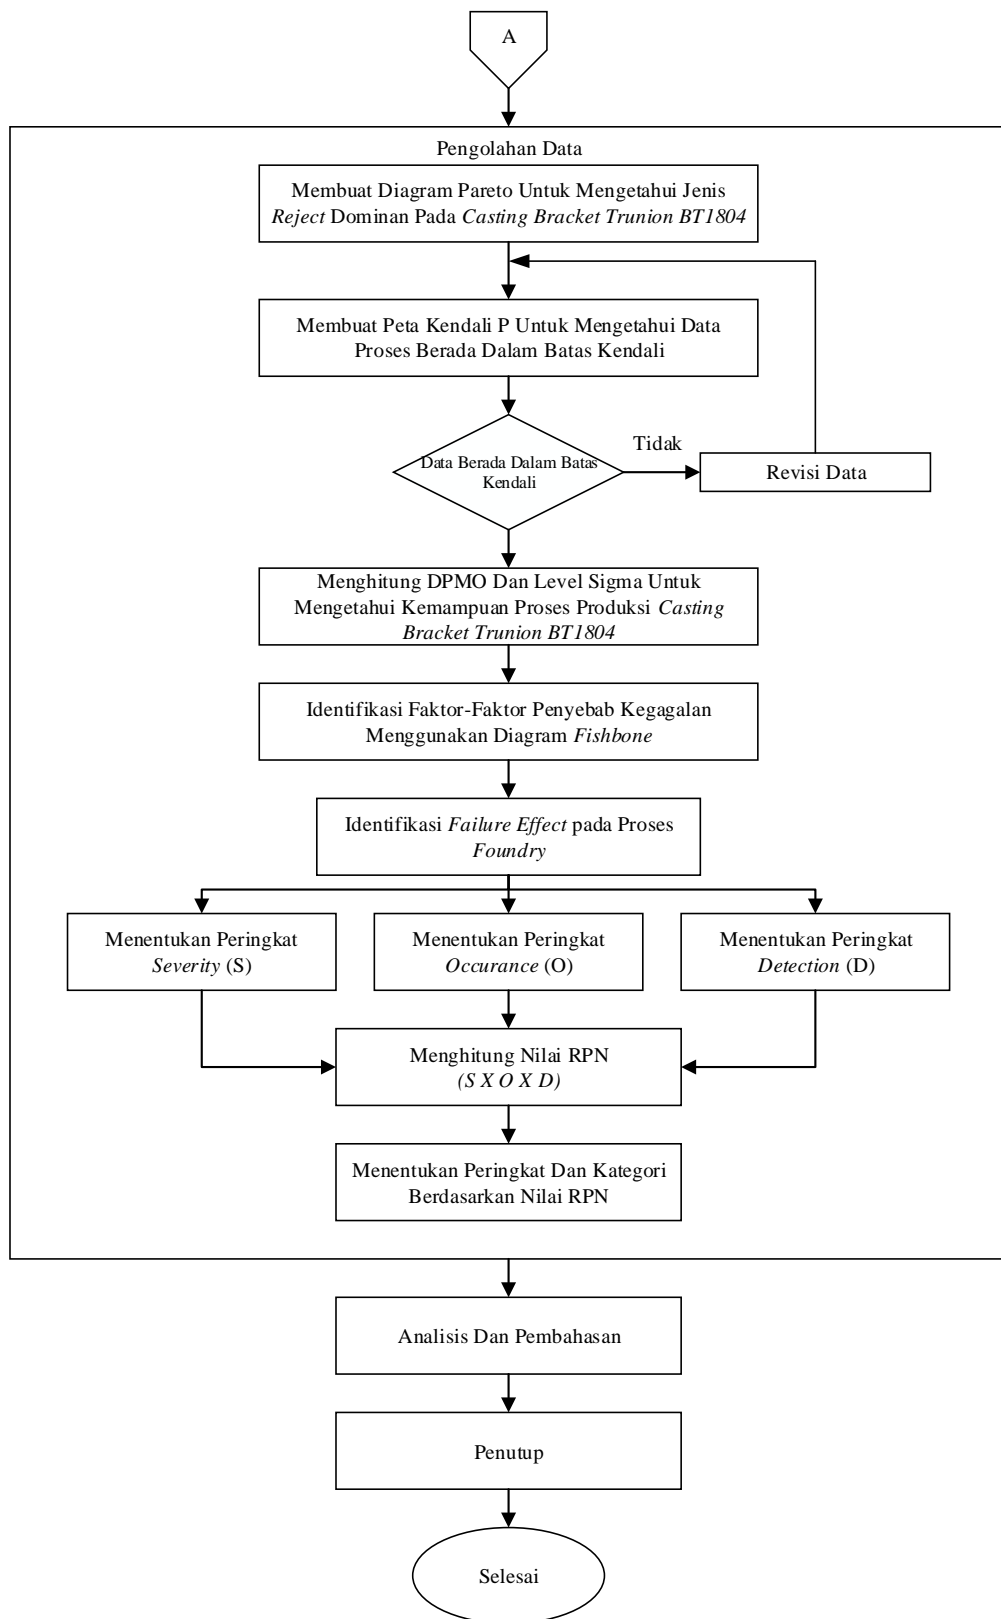 A
Pengolahan Data
Membuat Diagram Pareto Untuk Mengetahui Jenis
Reject Dominan Pada Casting Bracket Trunion BT1804
Membuat Peta Kendali P Untuk Mengetahui Data
Proses Berada Dalam Batas Kendali
Data Berada Dalam Batas
Kendali
Tidak
Revisi Data
Menghitung DPMO Dan Level Sigma Untuk
Mengetahui Kemampuan Proses Produksi Casting
Bracket Trunion BT1804
Identifikasi Faktor-Faktor Penyebab Kegagalan
Menggunakan Diagram Fishbone
Identifikasi Failure Effect pada Proses
Foundry
Menentukan Peringkat
Severity (S)
Menentukan Peringkat
Occurance (O)
Menentukan Peringkat
Detection (D)
Menghitung Nilai RPN
(S X O X D)
Menentukan Peringkat Dan Kategori
Berdasarkan Nilai RPN
Analisis Dan Pembahasan
Penutup
Selesai